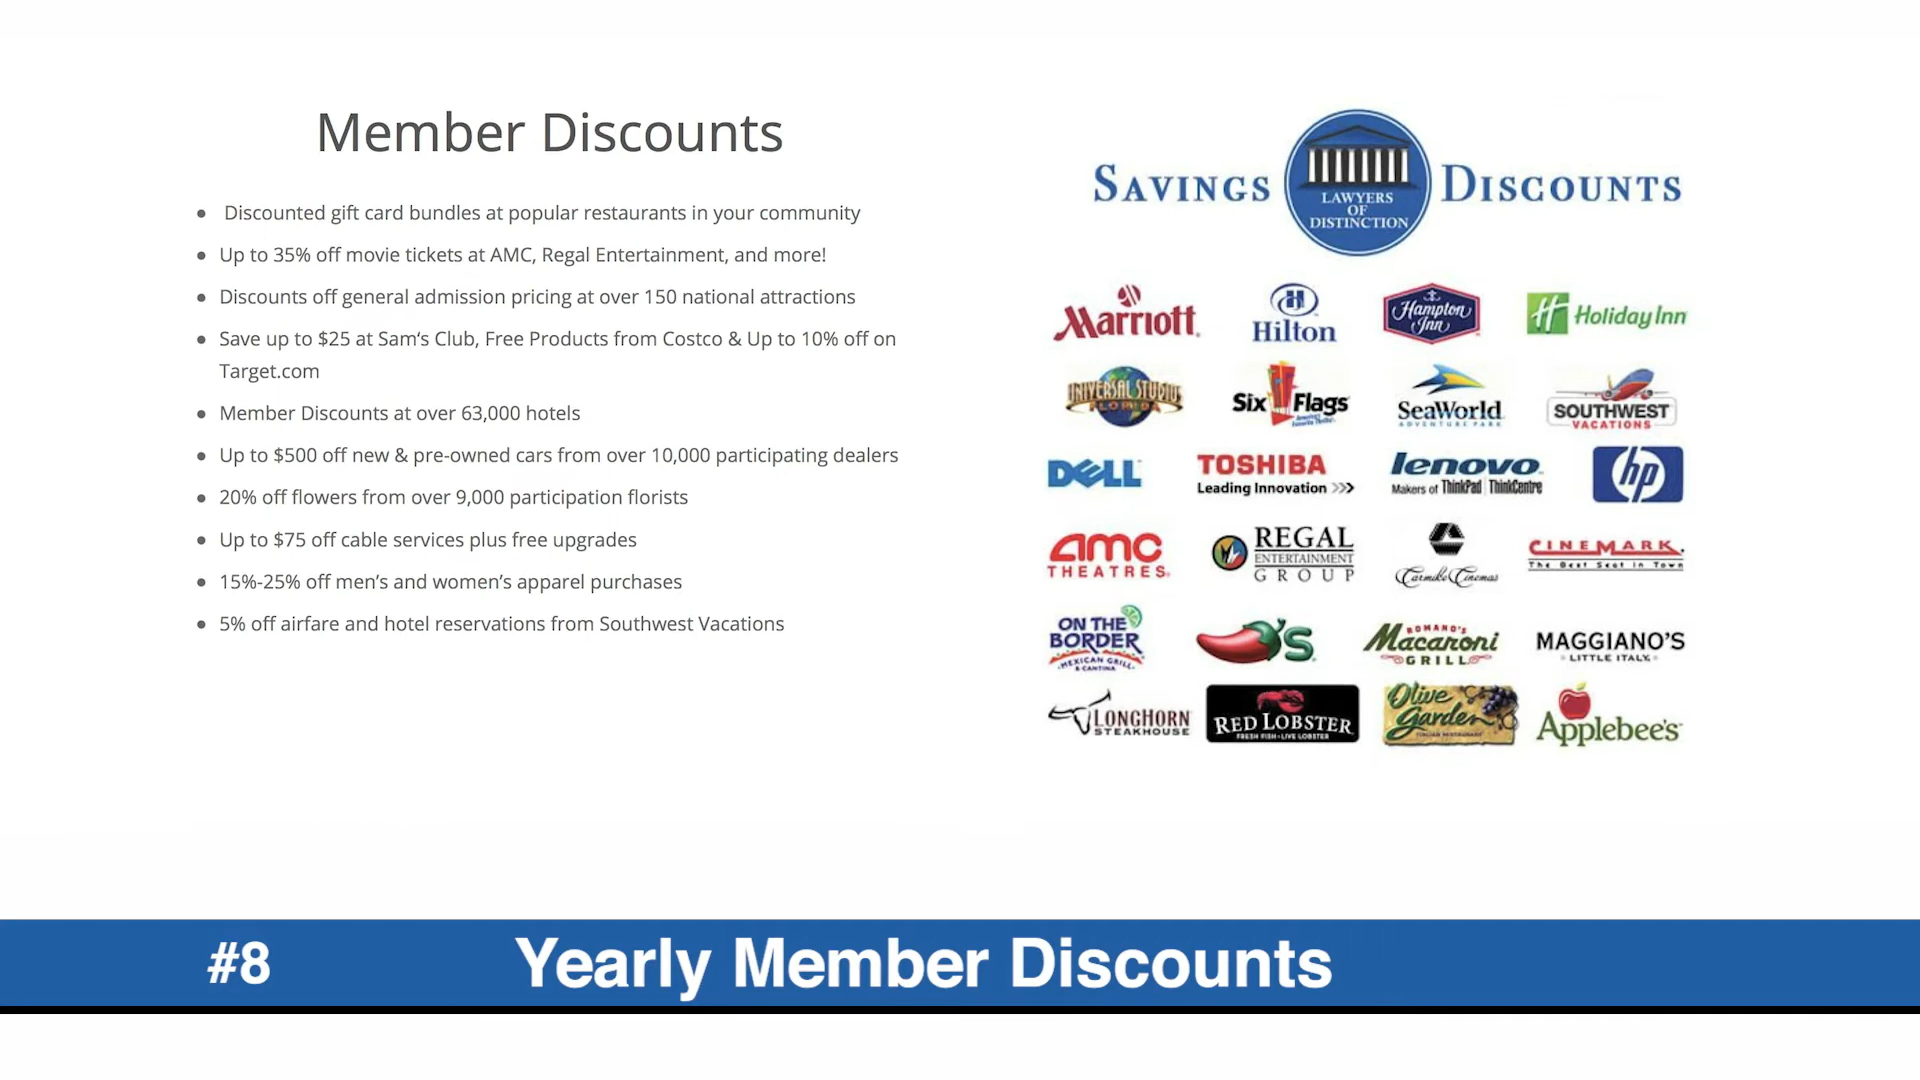 Member Discounts
Discounted gift card bundles at popular restaurants in your community
Up to 35% off movie tickets at AMC, Regal Entertainment, and more!
Discounts off general admission pricing at over 150 national attractions
Save up to $25 at Sam‘s Club, Free Products from Costco & Up to 10% off on
Target.com
Member Discounts at over 63,000 hotels
Up to $500 off new & pre-owned cars from over 10,000 participating dealers
20% off flowers from over 9,000 participation florists
Up to $75 off cable services plus free upgrades
15%-25% off men’s and women’s apparel purchases
5% off airfare and hotel reservations from Southwest Vacations
SAVINGS
LAWYERS
OF
DISTINCTION
DISCOUNTS
Marriott
Hilton
Hampton
Inn
Holiday Inn
UNIVERSAL STUDIOS
FLORIDA
Six Flags
SeaWorld
ADVENTURE PARK
SOUTHWEST
VACATIONS
DELL
TOSHIBA
Leading Innovation >>>
lenovo
Makers of ThinkPad | ThinkCentre
hp
amc
THEATRES
REGAL
ENTERTAINMENT
GROUP
Carmike Cinemas
CINEMARK
The Best Seat in Town
ON THE
BORDER
MEXICAN GRILL
& CANTINA
'S
ROMANO'S
Macaroni
GRILL
MAGGIANO'S
LITTLE ITALY
LONGHORN
STEAKHOUSE
RED LOBSTER
FRESH FISH • LIVE LOBSTER
Olive
Garden
ITALIAN RESTAURANT
Applebee's
#8
Yearly Member Discounts